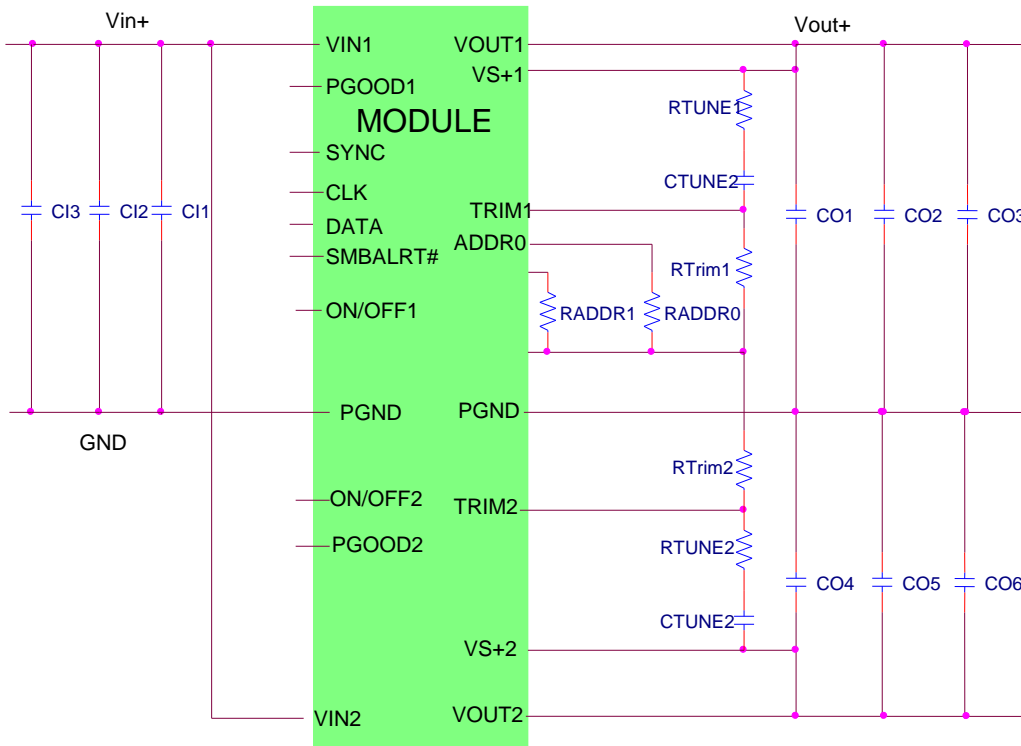 Vin+
Vout+
VIN1
VOUT1
VS+1
PGOOD1
RTUNE1
MODULE
SYNC
CTUNE2
CLK
TRIM1
CI3
CI2
CI1
CO1
CO2
CO3
DATA
ADDR0
SMBALRT#
RTrim1
ON/OFF1
RADDR1
RADDR0
PGND
PGND
GND
RTrim2
ON/OFF2
TRIM2
PGOOD2
RTUNE2
CO4
CO5
CO6
CTUNE2
VS+2
VIN2
VOUT2